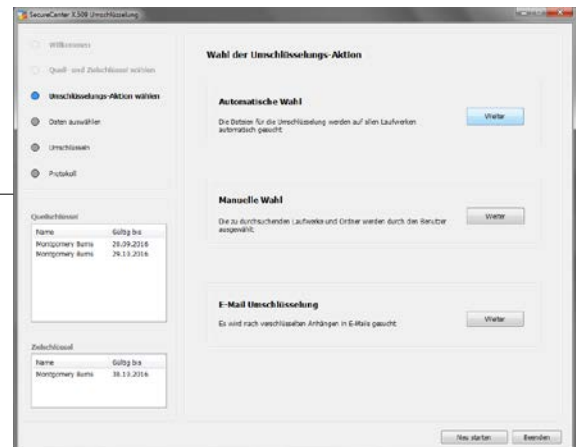 SecureCenter X.509 Umschlüsselung
Willkommen
Quell- und Zielschlüssel wählen
Umschlüsselungs-Aktion wählen
Daten auswählen
Umschlüsseln
Protokoll
Quellschlüssel
Name Gültig bis
Montgomery Burns 28.09.2016
Montgomery Burns 29.10.2016
Zielschlüssel
Name Gültig bis
Montgomery Burns 30.10.2016
Wahl der Umschlüsselungs-Aktion
Automatische Wahl
Die Dateien für die Umschlüsselung werden auf allen Laufwerken
automatisch gesucht
Weiter
Manuelle Wahl
Die zu durchsuchenden Laufwerke und Ordner werden durch den Benutzer
ausgewählt
Weiter
E-Mail Umschlüsselung
Es wird nach verschlüsselten Anhängen in E-Mails gesucht
Weiter
Neu starten Beenden